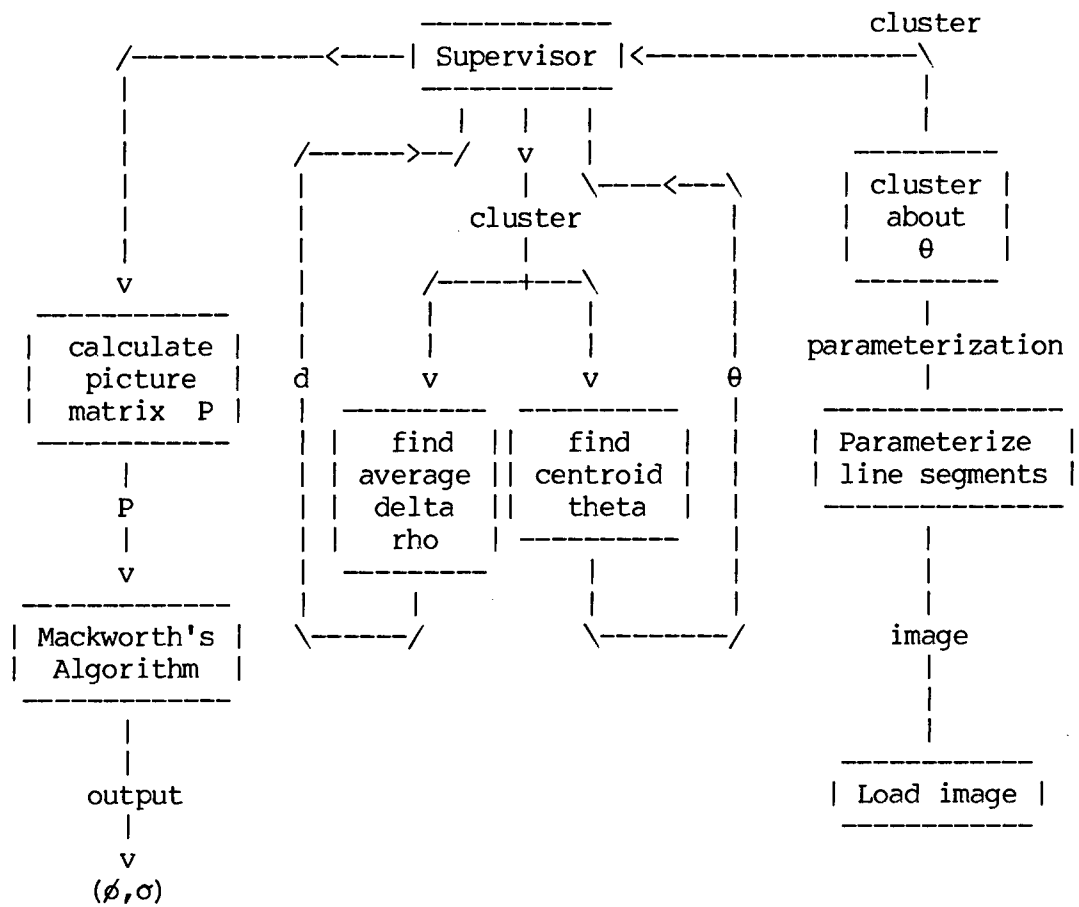 cluster
Supervisor
v
cluster
cluster
about
θ
v
calculate
picture
matrix P
d
v
v
θ
parameterization
find
average
delta
rho
find
centroid
theta
Parameterize
line segments
P
v
Mackworth's
Algorithm
image
output
Load image
v
(ϕ,σ)